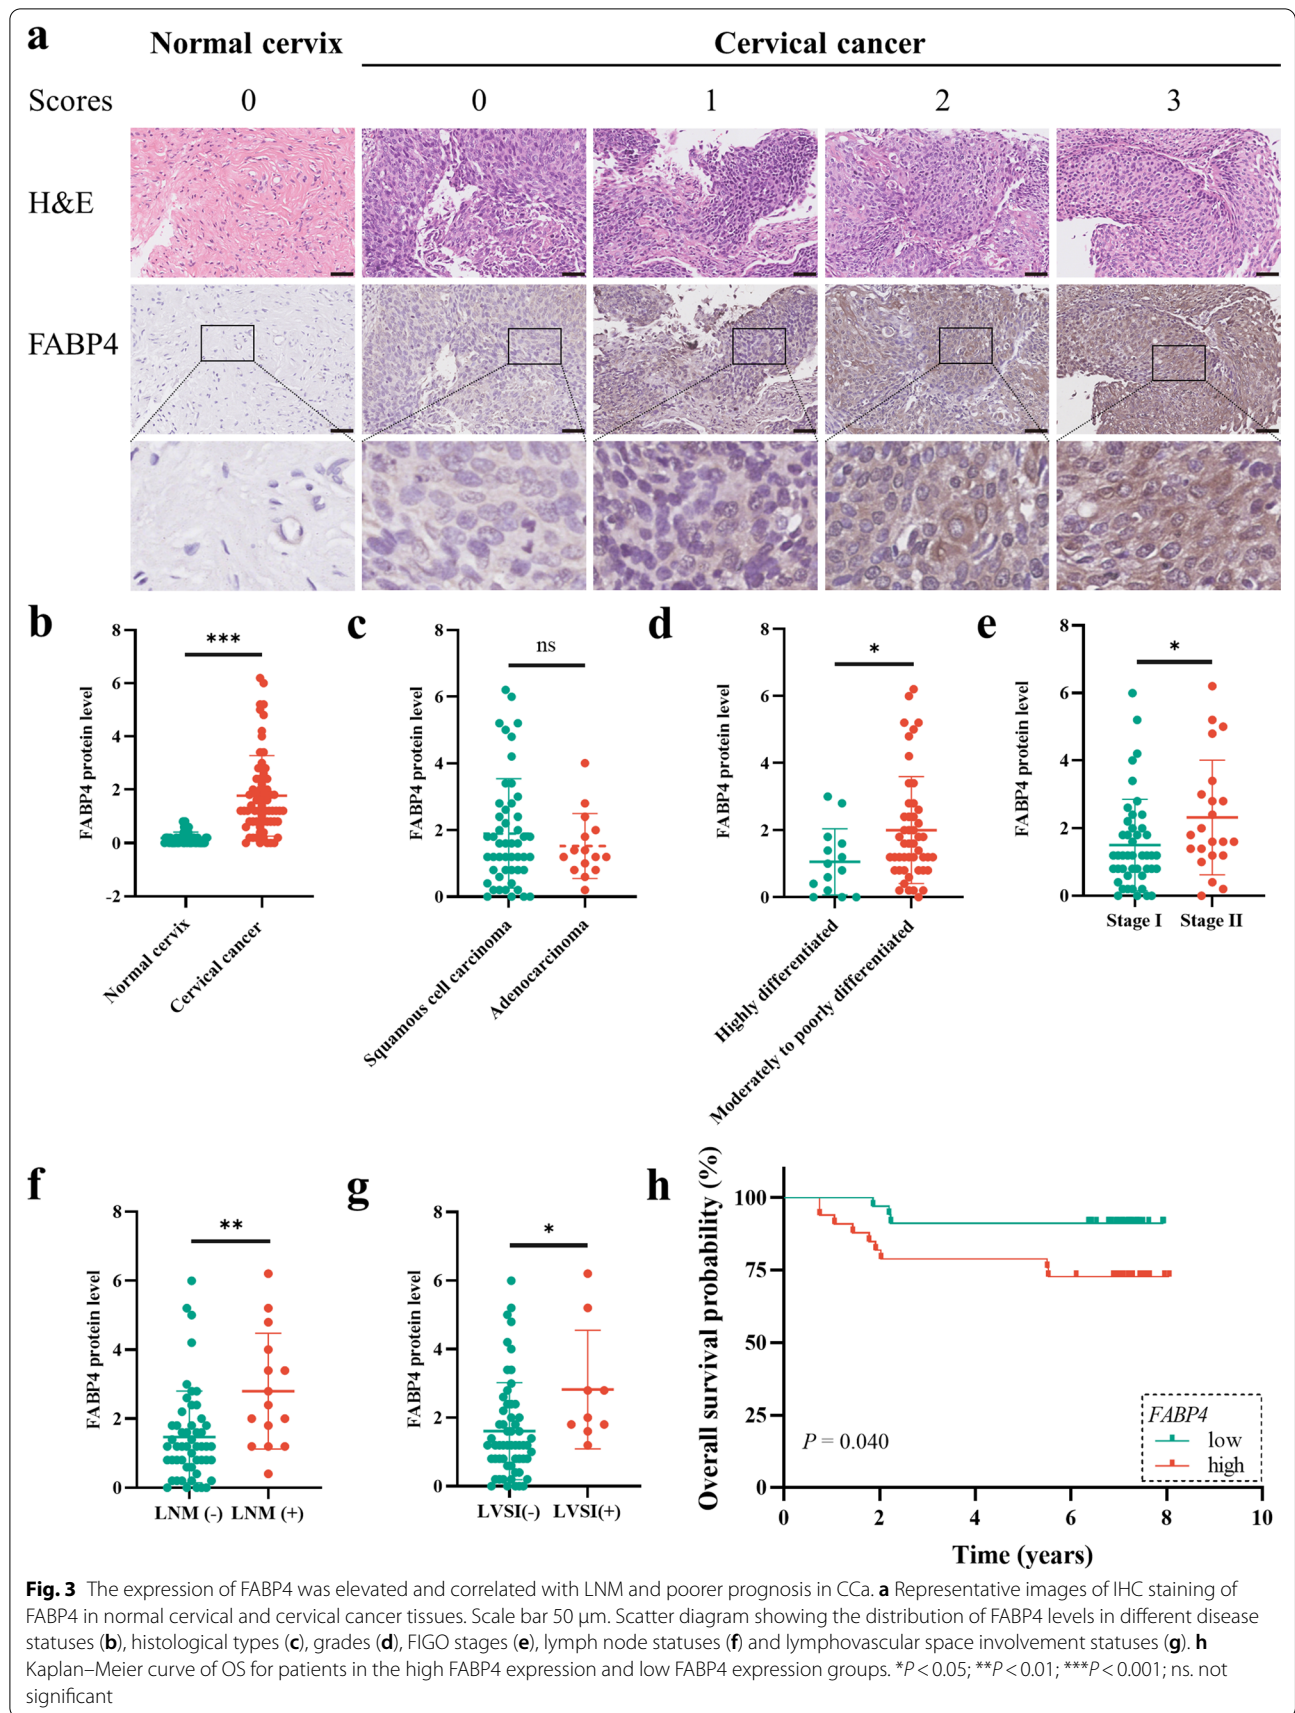 a
Normal cervix
Cervical cancer
Scores
0
0
1
2
3
H&E
FABP4
b
8
6
4
2
0
-2
FABP4 protein level
***
Normal cervix
Cervical cancer
c
8
6
4
2
0
FABP4 protein level
ns
Squamous cell carcinoma
Adenocarcinoma
d
8
6
4
2
0
FABP4 protein level
*
Highly differentiated
Moderately to poorly differentiated
e
8
6
4
2
0
FABP4 protein level
*
Stage I
Stage II
f
8
6
4
2
0
FABP4 protein level
**
LNM (-)
LNM (+)
g
8
6
4
2
0
FABP4 protein level
*
LVSI(-)
LVSI(+)
h
Overall survival probability (%)
100
75
50
25
0
P = 0.040
FABP4
low
high
0
2
4
6
8
10
Time (years)
Fig. 3 The expression of FABP4 was elevated and correlated with LNM and poorer prognosis in CCa. a Representative images of IHC staining of
FABP4 in normal cervical and cervical cancer tissues. Scale bar 50 μm. Scatter diagram showing the distribution of FABP4 levels in different disease
statuses (b), histological types (c), grades (d), FIGO stages (e), lymph node statuses (f) and lymphovascular space involvement statuses (g). h
Kaplan–Meier curve of OS for patients in the high FABP4 expression and low FABP4 expression groups. *P < 0.05; **P < 0.01; ***P < 0.001; ns. not
significant